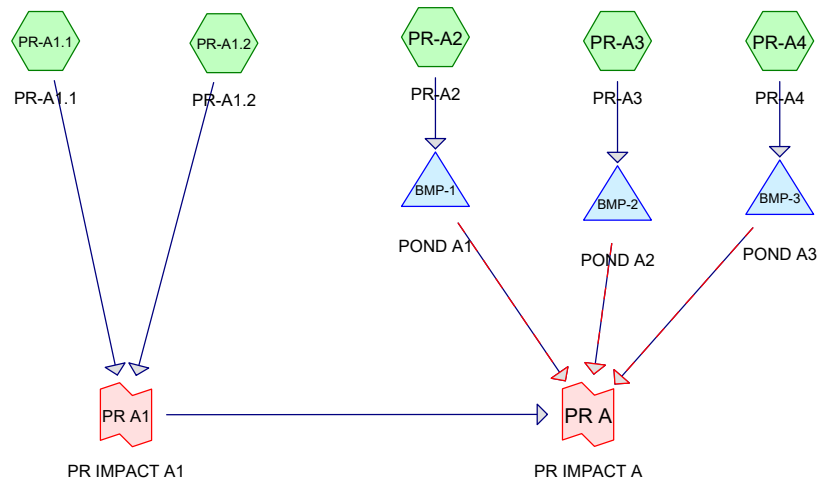 PR-A1.1
PR-A1.2
PR-A2
PR-A3
PR-A4
PR-A1.1
PR-A1.2
PR-A2
PR-A3
PR-A4
BMP-1
BMP-2
BMP-3
POND A1
POND A2
POND A3
PR A1
PR A
PR IMPACT A1
PR IMPACT A